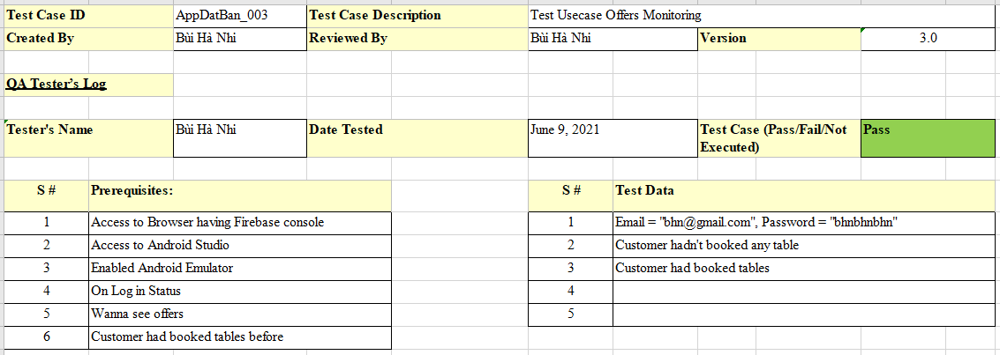 Test Case ID AppDatBan_003 Test Case Description Test Usecase Offers Monitoring
Created By Bùi Hà Nhi Reviewed By Bùi Hà Nhi Version 3.0
QA Tester's Log
Tester's Name Bùi Hà Nhi Date Tested June 9, 2021 Test Case (Pass/Fail/Not Pass
Executed)
S # Prerequisites: S # Test Data
1 Access to Browser having Firebase console 1 Email = "bhn@gmail.com", Password = "bhnbhnbhn"
2 Access to Android Studio 2 Customer hadn't booked any table
3 Enabled Android Emulator 3 Customer had booked tables
4 On Log in Status 4
5 Wanna see offers 5
6 Customer had booked tables before